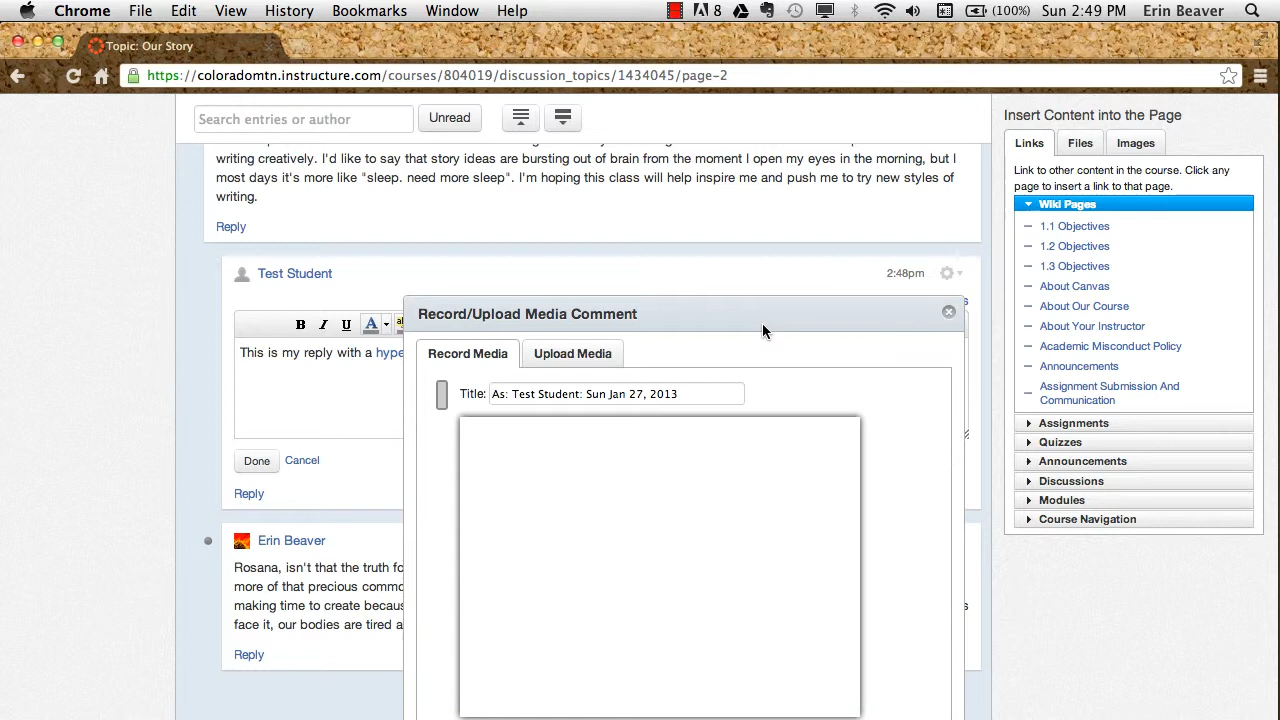 Chrome File Edit View History Bookmarks Window Help 8 (100%) Sun 2:49 PM Erin Beaver
Topic: Our Story
https://coloradomtn.instructure.com/courses/804019/discussion_topics/1434045/page-2
Search entries or author Unread
writing creatively. I'd like to say that story ideas are bursting out of brain from the moment I open my eyes in the morning, but I
most days it's more like "sleep. need more sleep". I'm hoping this class will help inspire me and push me to try new styles of
writing.
Reply
Test Student 2:48pm
B I U A
This is my reply with a hype
Done Cancel
Reply
Erin Beaver
Rosana, isn't that the truth fo
more of that precious commo
making time to create becaus
face it, our bodies are tired a
Reply
Record/Upload Media Comment
Record Media Upload Media
Title: As: Test Student: Sun Jan 27, 2013
Insert Content into the Page
Links Files Images
Link to other content in the course. Click any
page to insert a link to that page.
Wiki Pages
1.1 Objectives
1.2 Objectives
1.3 Objectives
About Canvas
About Our Course
About Your Instructor
Academic Misconduct Policy
Announcements
Assignment Submission And
Communication
Assignments
Quizzes
Announcements
Discussions
Modules
Course Navigation